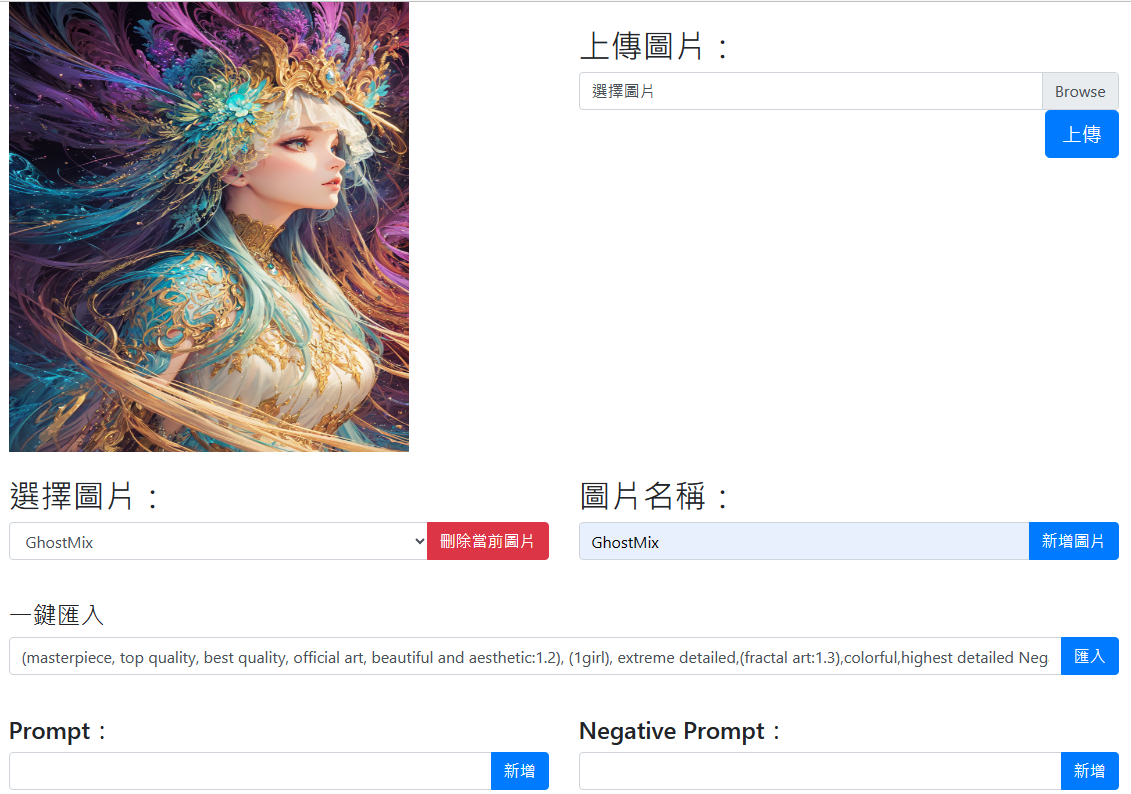 上傳圖片：
選擇圖片
Browse
上傳
選擇圖片：
GhostMix
刪除當前圖片
圖片名稱：
GhostMix
新增圖片
一鍵匯入
(masterpiece, top quality, best quality, official art, beautiful and aesthetic:1.2), (1girl), extreme detailed,(fractal art:1.3),colorful,highest detailed Neg
匯入
Prompt：
新增
Negative Prompt：
新增